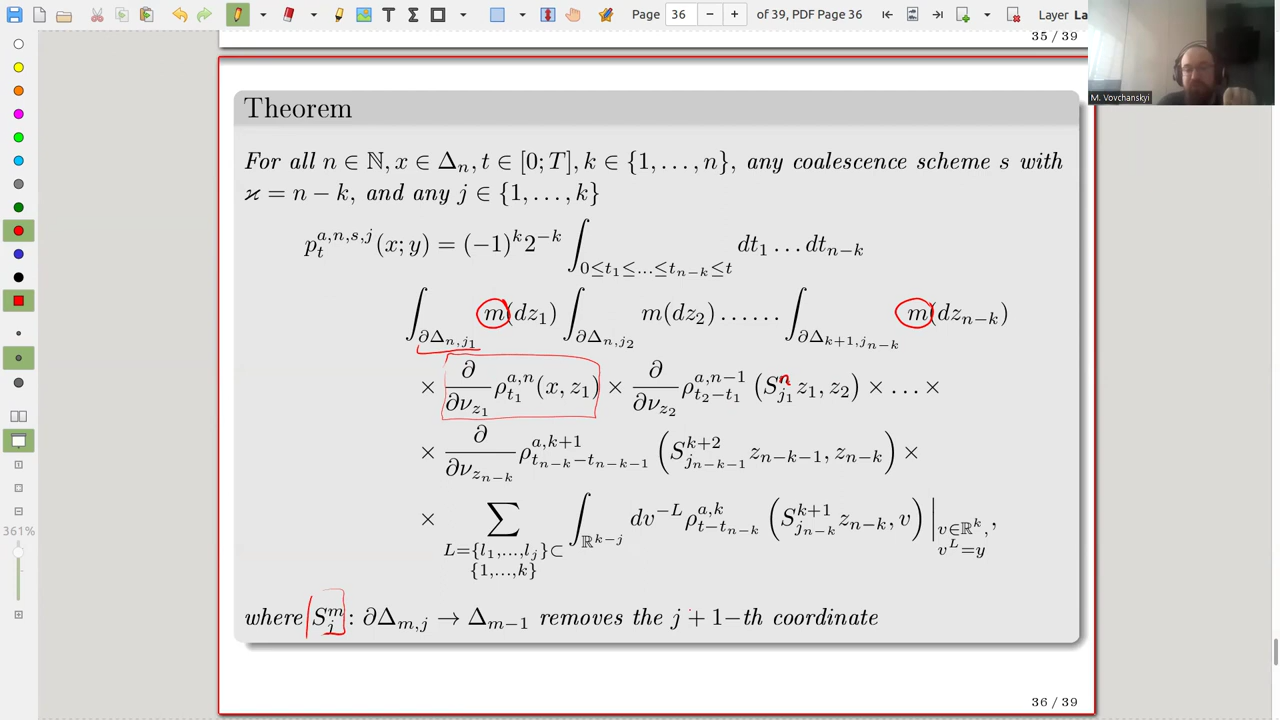 Page 36 − + of 39, PDF Page 36 Layer La
M. Vovchanskyi
35 / 39
Theorem
For all n ∈ ℕ, x ∈ Δ_n, t ∈ [0; T], k ∈ {1, …, n}, any coalescence scheme s with
ϰ = n − k, and any j ∈ {1, …, k}
p_t^{a,n,s,j}(x; y) = (−1)^k 2^{−k} ∫_{0≤t_1≤…≤t_{n−k}≤t} dt_1 … dt_{n−k}
∫_{∂Δ_{n,j_1}} m(dz_1) ∫_{∂Δ_{n,j_2}} m(dz_2) …… ∫_{∂Δ_{k+1,j_{n−k}}} m(dz_{n−k})
× ∂/∂ν_{z_1} ρ_{t_1}^{a,n}(x, z_1) × ∂/∂ν_{z_2} ρ_{t_2−t_1}^{a,n−1} (S_{j_1}^n z_1, z_2) × … ×
× ∂/∂ν_{z_{n−k}} ρ_{t_{n−k}−t_{n−k−1}}^{a,k+1} (S_{j_{n−k−1}}^{k+2} z_{n−k−1}, z_{n−k}) ×
× ∑_{L={l_1,…,l_j}⊂{1,…,k}} ∫_{ℝ^{k−j}} dv^{−L} ρ_{t−t_{n−k}}^{a,k} (S_{j_{n−k}}^{k+1} z_{n−k}, v) |_{v∈ℝ^k, v^L=y},
where S_j^m : ∂Δ_{m,j} → Δ_{m−1} removes the j + 1−th coordinate
36 / 39
361%